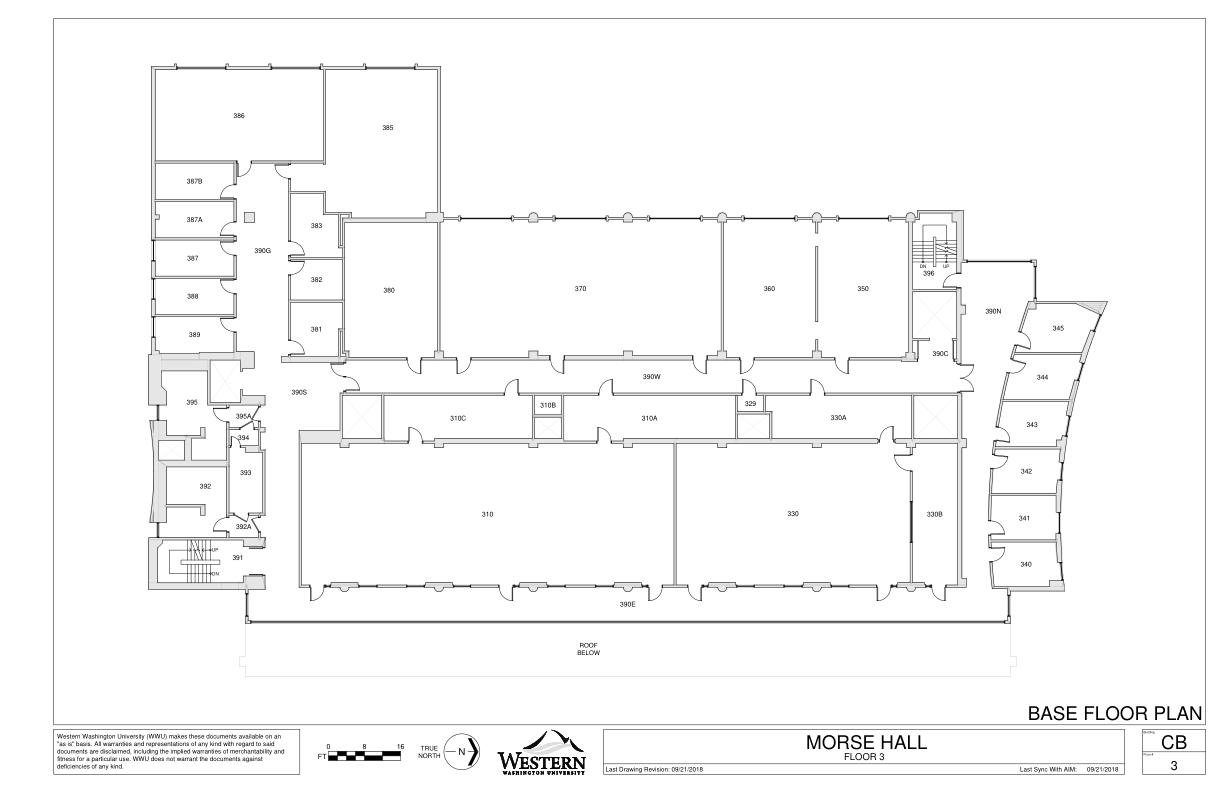 386
385
387B
387A
383
390G
387
382
380
370
360
350
DN
UP
396
388
381
390N
389
345
390C
390W
344
390S
395
310B
329
395A
310C
310A
330A
343
394
393
342
392
310
330
330B
341
392A
UP
391
340
DN
390E
ROOF
BELOW
BASE FLOOR PLAN
Western Washington University (WWU) makes these documents available on an
"as is" basis. All warranties and representations of any kind with regard to said
documents are disclaimed, including the implied warranties of merchantability and
fitness for a particular use. WWU does not warrant the documents against
deficiencies of any kind.
0 8 16
FT
TRUE
NORTH
N
WESTERN
WASHINGTON UNIVERSITY
MORSE HALL
FLOOR 3
Last Drawing Revision: 09/21/2018
Last Sync With AIM: 09/21/2018
Building
CB
3